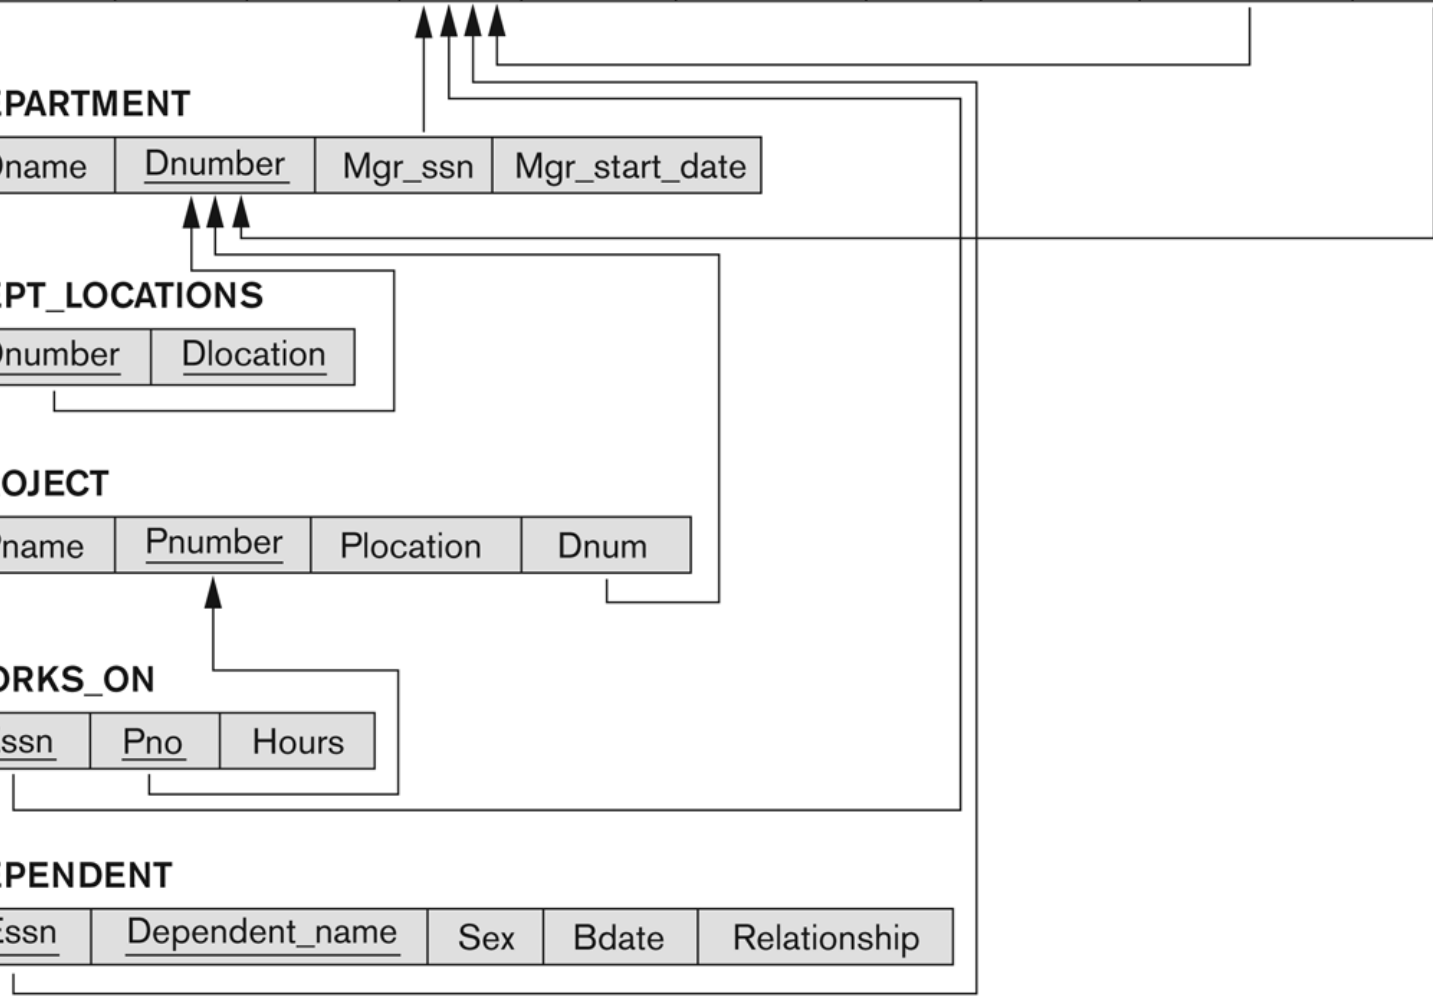 EPARTMENT
Dname Dnumber Mgr_ssn Mgr_start_date
EPT_LOCATIONS
Dnumber Dlocation
OJECT
Pname Pnumber Plocation Dnum
ORKS_ON
Essn Pno Hours
EPENDENT
Essn Dependent_name Sex Bdate Relationship